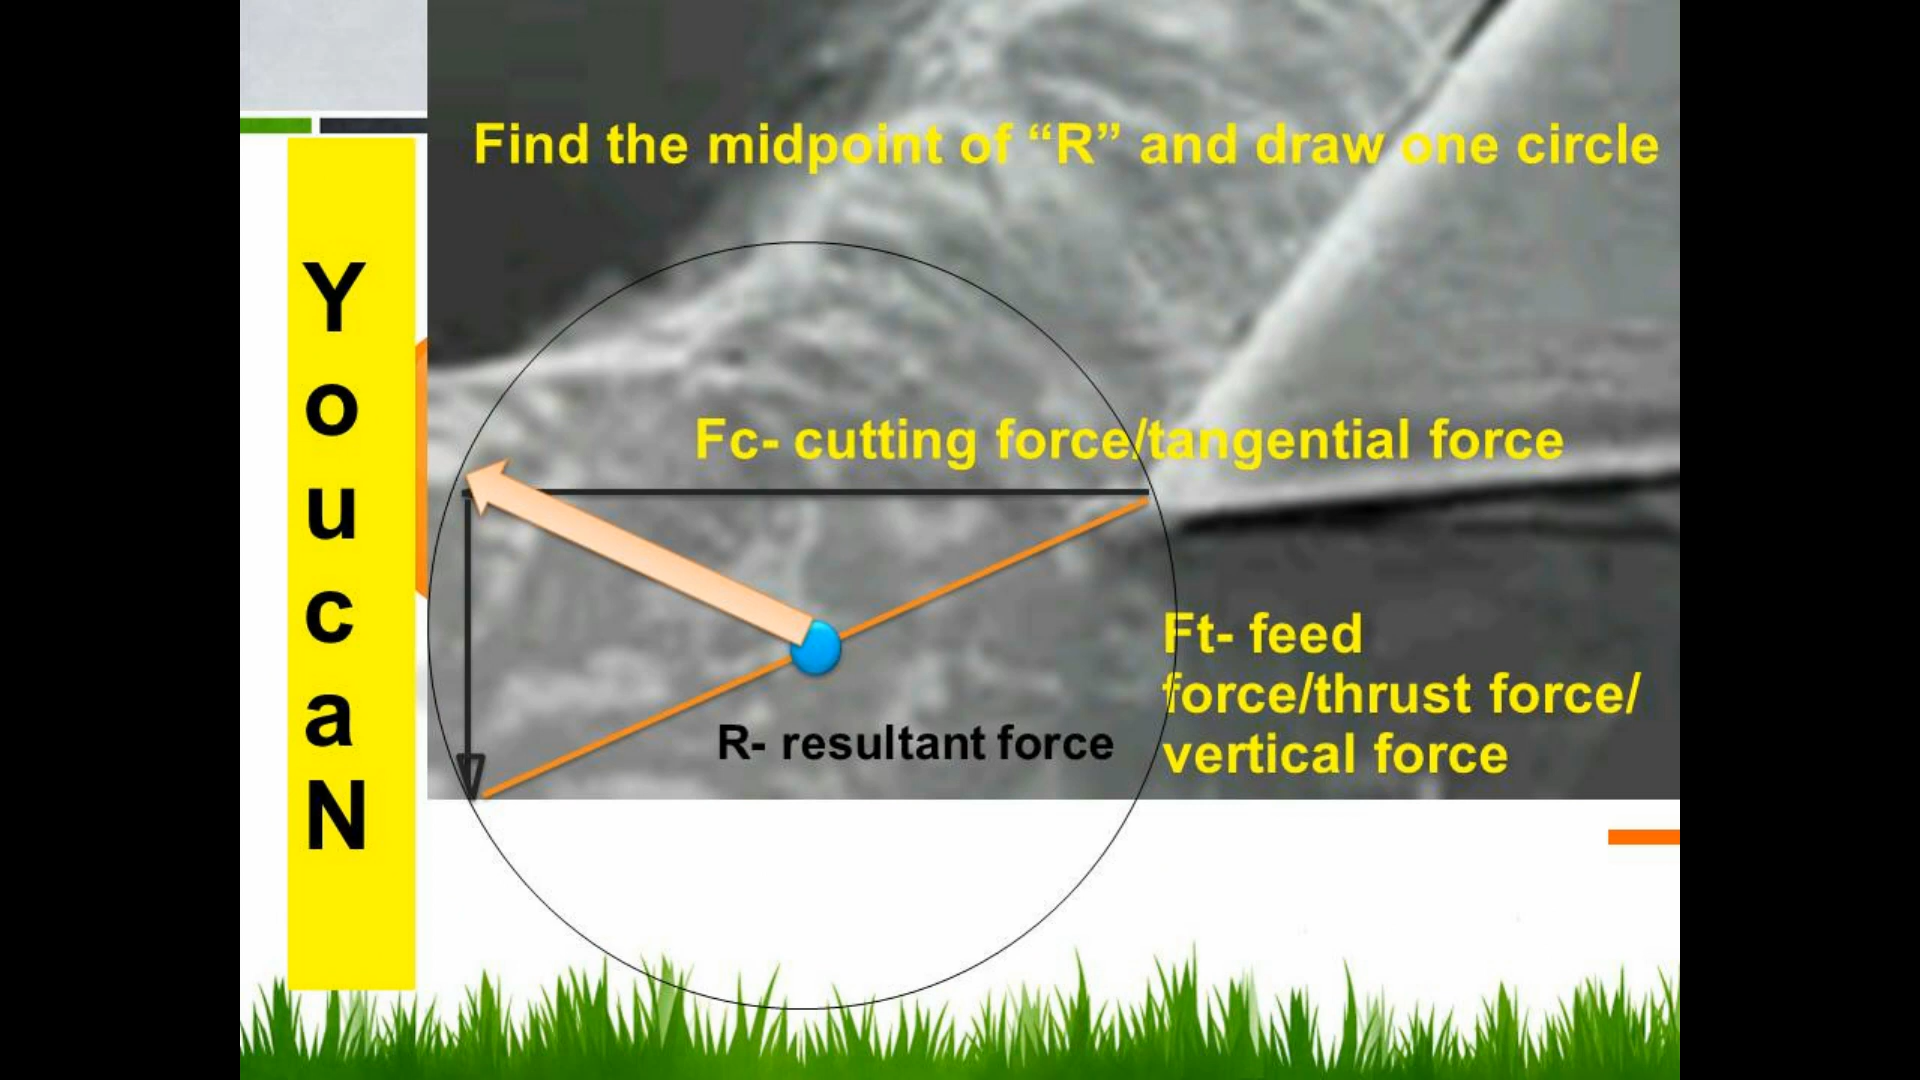 Find the midpoint of “R” and draw one circle
Y
o
u
c
a
N
Fc- cutting force/tangential force
Ft- feed
force/thrust force/
vertical force
R- resultant force